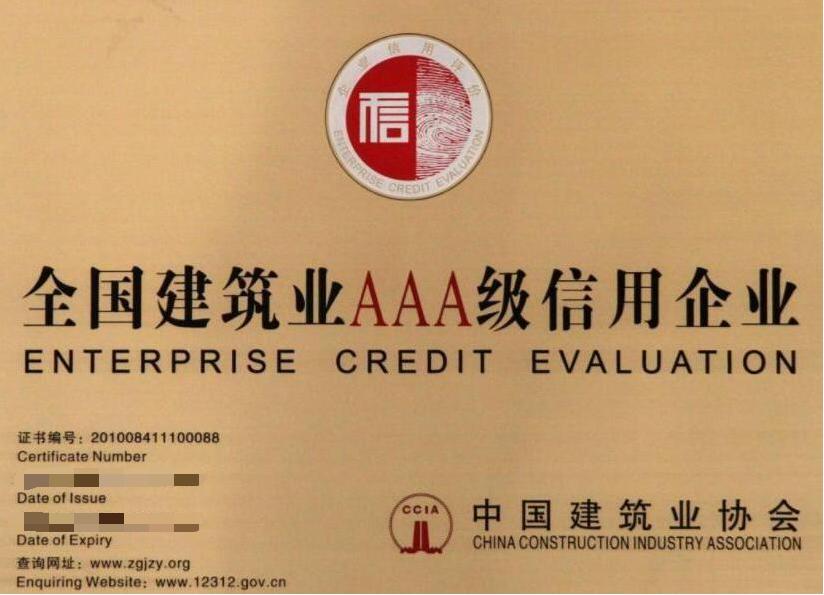 企业信用评价
信
ENTERPRISE CREDIT EVALUATION
全国建筑业AAA级信用企业
ENTERPRISE CREDIT EVALUATION
证书编号：201008411100088
Certificate Number
Date of Issue
Date of Expiry
查询网址：www.zgjzy.org
Enquiring Website：www.12312.gov.cn
CCIA
中国建筑业协会
CHINA CONSTRUCTION INDUSTRY ASSOCIATION